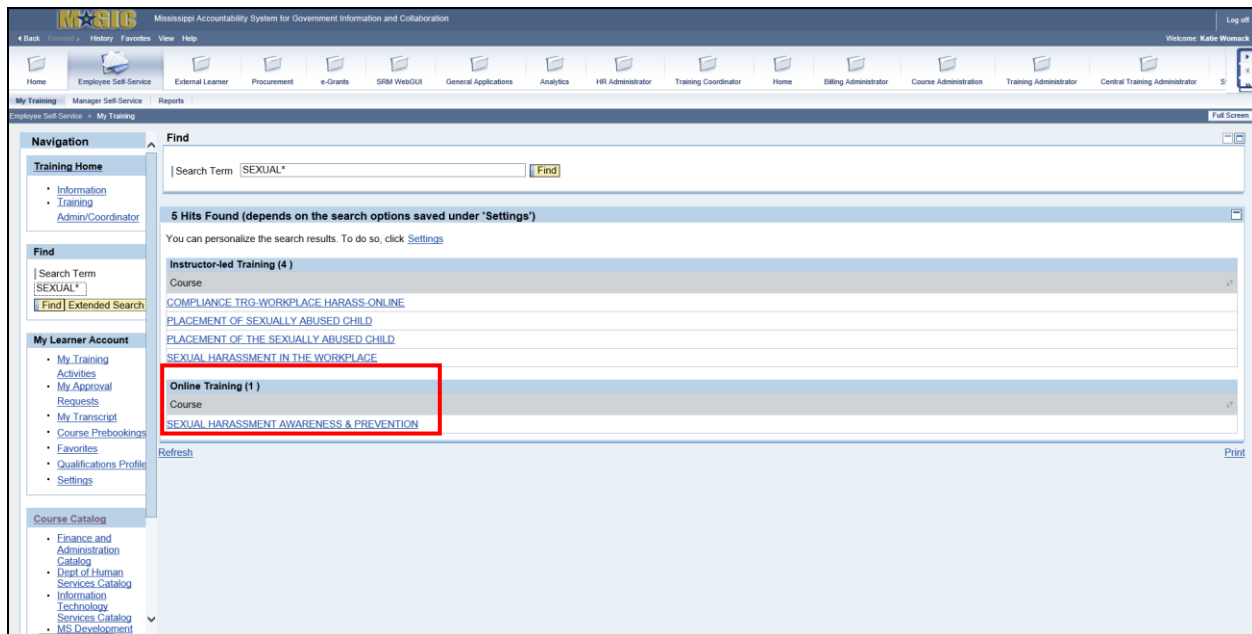 MAGIC
Mississippi Accountability System for Government Information and Collaboration
Log off
Back Forward History Favorites View Help
Welcome: Katie Womack
Home Employee Self-Service External Learner Procurement e-Grants SRM WebGUI General Applications Analytics HR Administrator Training Coordinator Home Billing Administrator Course Administration Training Administrator Central Training Administrator
My Training Manager Self-Service Reports
Employee Self-Service > My Training
Full Screen
Navigation
Training Home
• Information
• Training
Admin/Coordinator
Find
Search Term
SEXUAL*
Find Extended Search
My Learner Account
• My Training
Activities
• My Approval
Requests
• My Transcript
• Course Prebookings
• Favorites
• Qualifications Profile
• Settings
Course Catalog
• Finance and
Administration
Catalog
• Dept of Human
Services Catalog
• Information
Technology
Services Catalog
• MS Development
Find
Search Term SEXUAL* Find
5 Hits Found (depends on the search options saved under 'Settings')
You can personalize the search results. To do so, click Settings
Instructor-led Training (4 )
Course
COMPLIANCE TRG-WORKPLACE HARASS-ONLINE
PLACEMENT OF SEXUALLY ABUSED CHILD
PLACEMENT OF THE SEXUALLY ABUSED CHILD
SEXUAL HARASSMENT IN THE WORKPLACE
Online Training (1 )
Course
SEXUAL HARASSMENT AWARENESS & PREVENTION
Refresh
Print